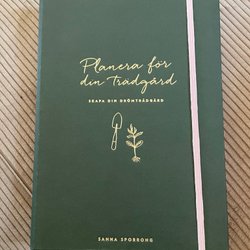 Planera för
din Trädgård
SKAPA DIN DRÖMTRÄDGÅRD
SANNA SPORRONG